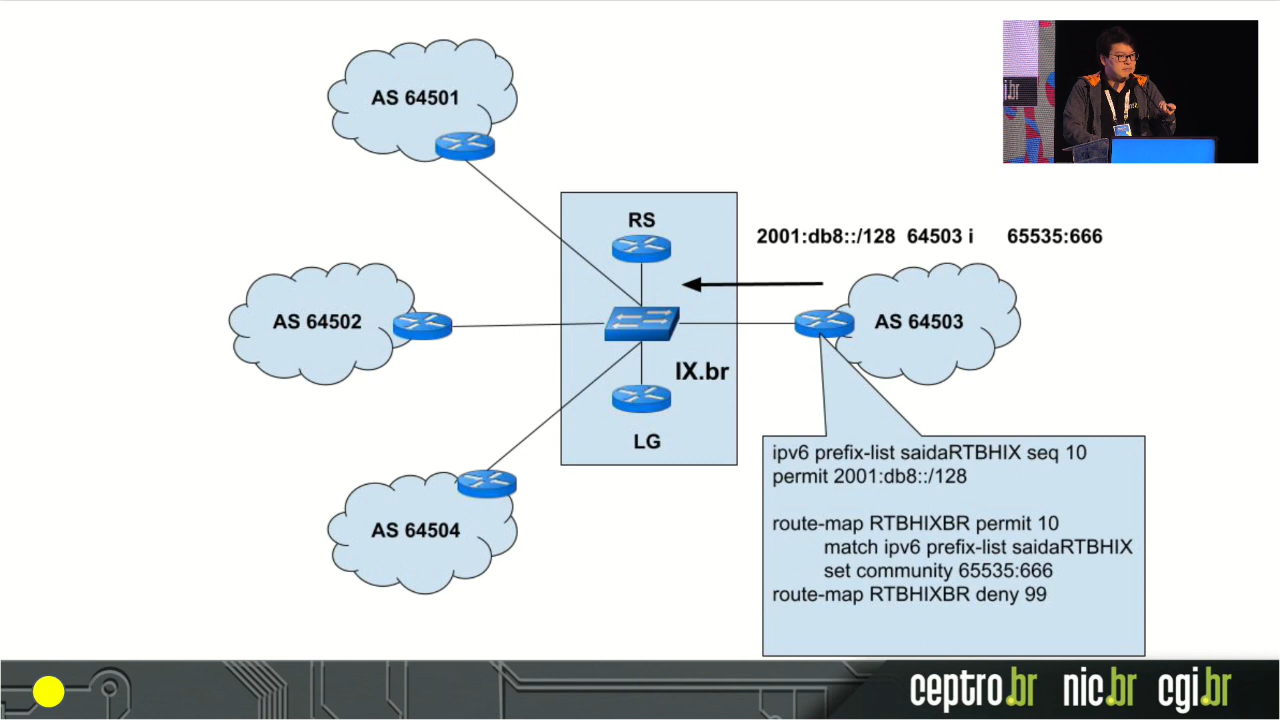 AS 64501
RS
2001:db8::/128 64503 i 65535:666
AS 64502
AS 64503
IX.br
LG
AS 64504
ipv6 prefix-list saidaRTBHIX seq 10
permit 2001:db8::/128
route-map RTBHIXBR permit 10
match ipv6 prefix-list saidaRTBHIX
set community 65535:666
route-map RTBHIXBR deny 99
ceptro.br nic.br cgi.br